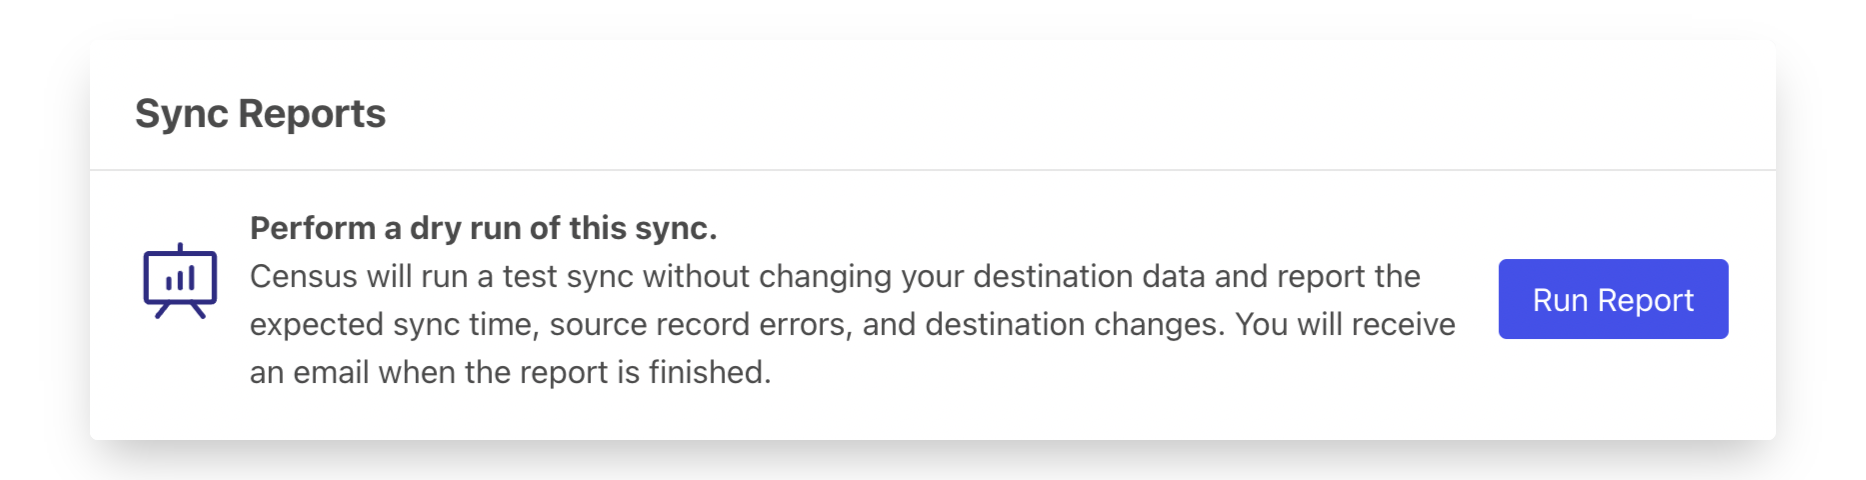 Sync Reports
Perform a dry run of this sync.
Census will run a test sync without changing your destination data and report the
expected sync time, source record errors, and destination changes. You will receive
an email when the report is finished.
Run Report